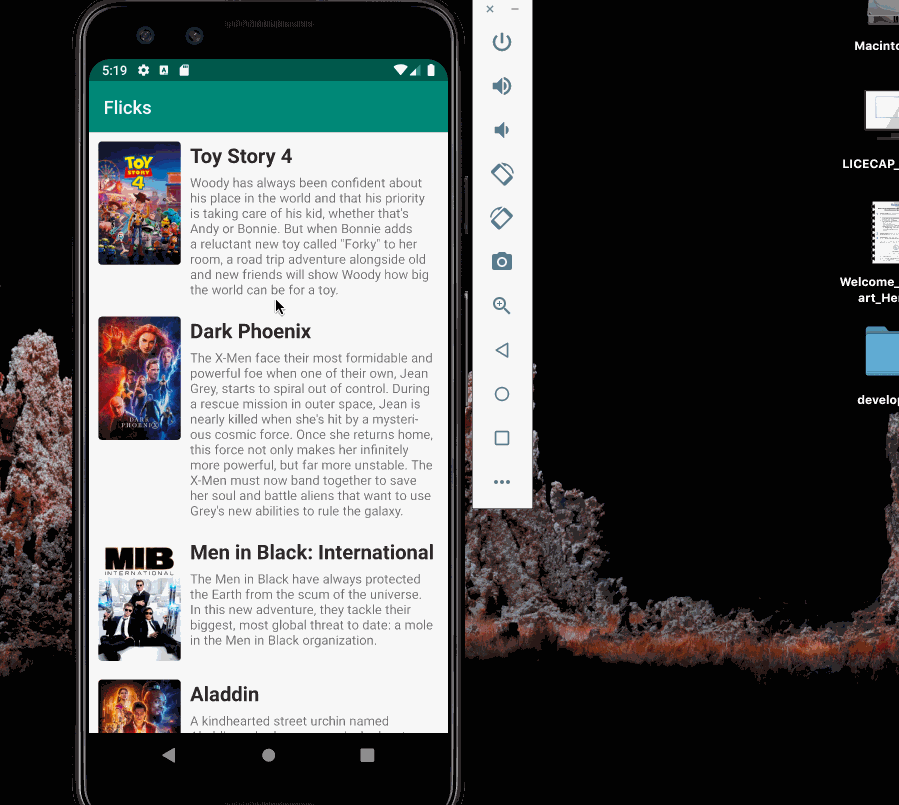 5:19
Flicks
TOY
STORY
4
Toy Story 4
Woody has always been confident about
his place in the world and that his priority
is taking care of his kid, whether that's
Andy or Bonnie. But when Bonnie adds
a reluctant new toy called "Forky" to her
room, a road trip adventure alongside old
and new friends will show Woody how big
the world can be for a toy.
DARK
PHOENIX
Dark Phoenix
The X-Men face their most formidable and
powerful foe when one of their own, Jean
Grey, starts to spiral out of control. During
a rescue mission in outer space, Jean is
nearly killed when she's hit by a mysteri-
ous cosmic force. Once she returns home,
this force not only makes her infinitely
more powerful, but far more unstable. The
X-Men must now band together to save
her soul and battle aliens that want to use
Grey's new abilities to rule the galaxy.
MIB
INTERNATIONAL
Men in Black: International
The Men in Black have always protected
the Earth from the scum of the universe.
In this new adventure, they tackle their
biggest, most global threat to date: a mole
in the Men in Black organization.
Aladdin
A kindhearted street urchin named
Macinto
LICECAP_
Welcome_
art_Her
develop